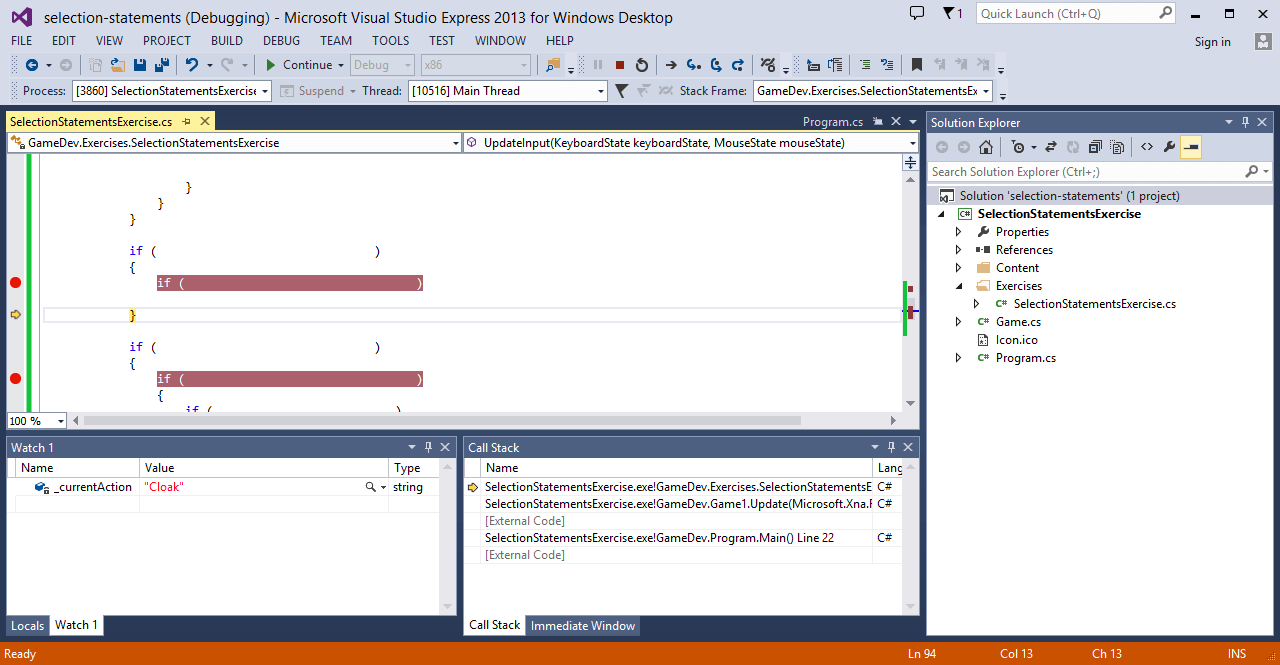 selection-statements (Debugging) - Microsoft Visual Studio Express 2013 for Windows Desktop
1
Quick Launch (Ctrl+Q)
FILE EDIT VIEW PROJECT BUILD DEBUG TEAM TOOLS TEST WINDOW HELP
Sign in
Continue Debug x86
Process: [3860] SelectionStatementsExercise Suspend Thread: [10516] Main Thread Stack Frame: GameDev.Exercises.SelectionStatementsEx
SelectionStatementsExercise.cs
Program.cs
GameDev.Exercises.SelectionStatementsExercise
UpdateInput(KeyboardState keyboardState, MouseState mouseState)
}
}
}
if ( )
{
if ( )
}
if ( )
{
if ( )
{
if ( )
100 %
Solution Explorer
Search Solution Explorer (Ctrl+;)
Solution 'selection-statements' (1 project)
C# SelectionStatementsExercise
Properties
References
Content
Exercises
C# SelectionStatementsExercise.cs
C# Game.cs
Icon.ico
C# Program.cs
Watch 1
Name Value Type
_currentAction "Cloak" string
Locals Watch 1
Call Stack
Name Lang
SelectionStatementsExercise.exe!GameDev.Exercises.SelectionStatementsE C#
SelectionStatementsExercise.exe!GameDev.Game1.Update(Microsoft.Xna.F C#
[External Code]
SelectionStatementsExercise.exe!GameDev.Program.Main() Line 22 C#
[External Code]
Call Stack Immediate Window
Ready Ln 94 Col 13 Ch 13 INS